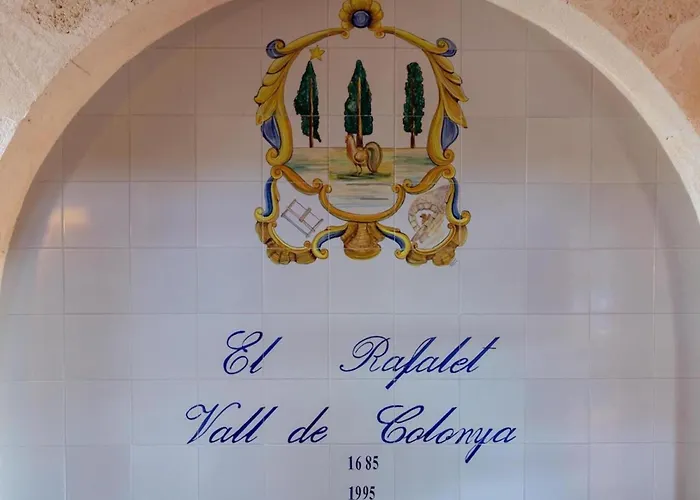 El Rafalet
Vall de Colonya
1685
1995